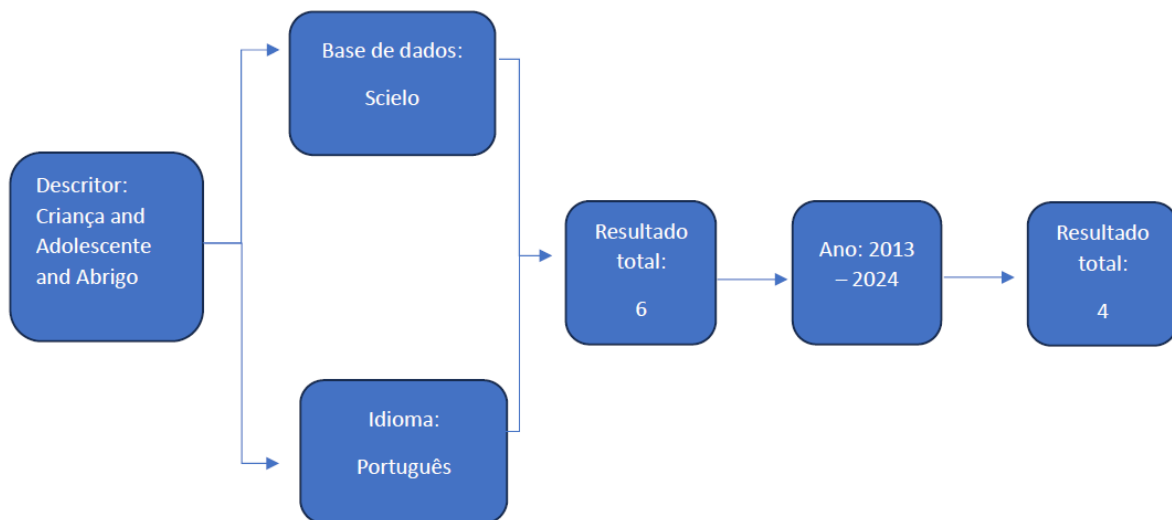 Descritor:
Criança and
Adolescente
and Abrigo
Base de dados:
Scielo
Idioma:
Português
Resultado
total:
6
Ano: 2013
– 2024
Resultado
total:
4